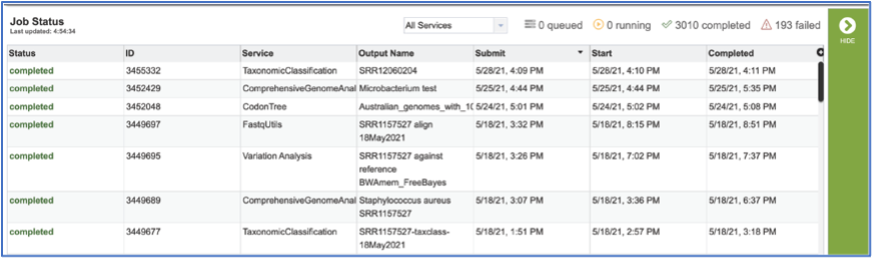 Job Status
Last updated: 4:54:34
All Services
0 queued 0 running 3010 completed 193 failed
HIDE
Status ID Service Output Name Submit Start Completed
completed 3455332 TaxonomicClassification SRR12060204 5/28/21, 4:09 PM 5/28/21, 4:10 PM 5/28/21, 4:11 PM
completed 3452429 ComprehensiveGenomeAnal Microbacterium test 5/25/21, 4:44 PM 5/25/21, 4:44 PM 5/25/21, 5:35 PM
completed 3452048 CodonTree Australian_genomes_with_1( 5/24/21, 5:01 PM 5/24/21, 5:02 PM 5/24/21, 5:08 PM
completed 3449697 FastqUtils SRR1157527 align 5/18/21, 3:32 PM 5/18/21, 8:15 PM 5/18/21, 8:51 PM
18May2021
completed 3449695 Variation Analysis SRR1157527 against 5/18/21, 3:26 PM 5/18/21, 7:02 PM 5/18/21, 7:37 PM
reference
BWAmem_FreeBayes
completed 3449689 ComprehensiveGenomeAnal Staphylococcus aureus 5/18/21, 3:07 PM 5/18/21, 3:36 PM 5/18/21, 6:37 PM
SRR1157527
completed 3449677 TaxonomicClassification SRR1157527-taxclass- 5/18/21, 1:51 PM 5/18/21, 2:57 PM 5/18/21, 3:18 PM
18May2021